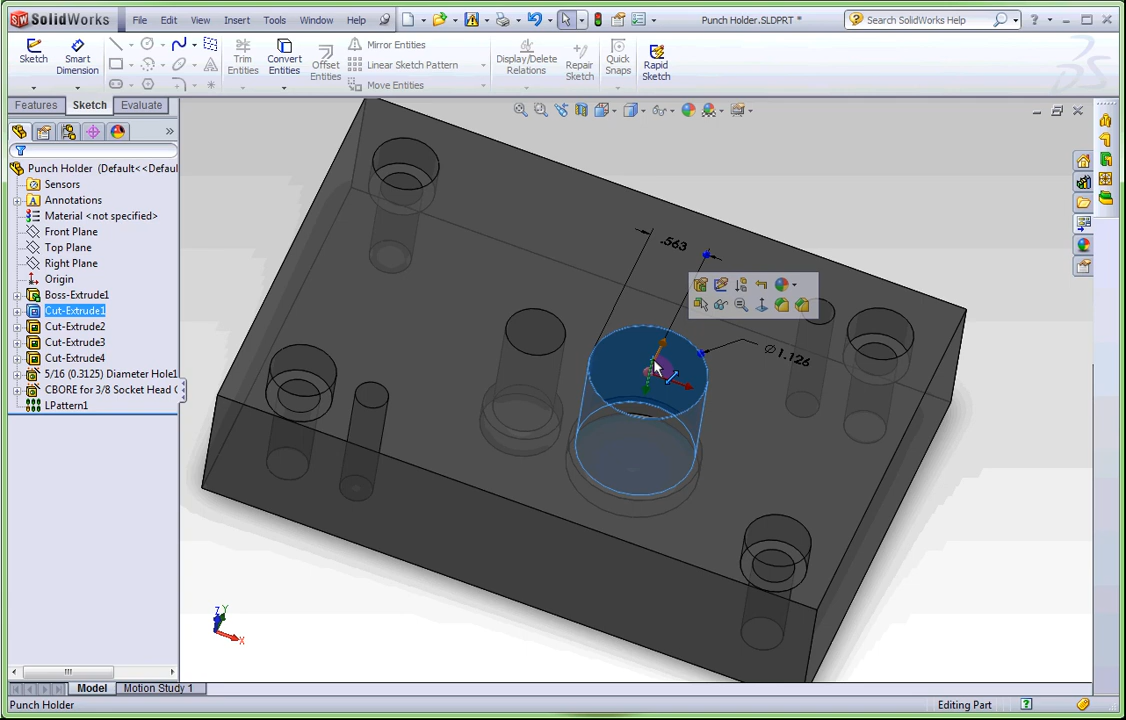 SolidWorks File Edit View Insert Tools Window Help Punch Holder.SLDPRT * Search SolidWorks Help
Sketch Smart Dimension Trim Entities Convert Entities Offset Entities Mirror Entities Linear Sketch Pattern Move Entities Display/Delete Relations Repair Sketch Quick Snaps Rapid Sketch
Features Sketch Evaluate
Punch Holder (Default<<Defaul
Sensors
Annotations
Material <not specified>
Front Plane
Top Plane
Right Plane
Origin
Boss-Extrude1
Cut-Extrude1
Cut-Extrude2
Cut-Extrude3
Cut-Extrude4
5/16 (0.3125) Diameter Hole1
CBORE for 3/8 Socket Head C
LPattern1
.563
Ø1.126
Z Y
X
Model Motion Study 1
Punch Holder Editing Part